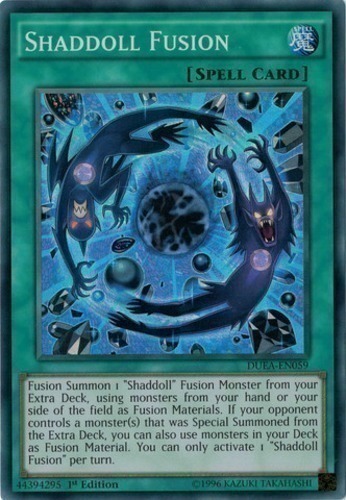 SHADDOLL FUSION
[SPELL CARD]
DUEA-EN059
Fusion Summon 1 "Shaddoll" Fusion Monster from your
Extra Deck, using monsters from your hand or your
side of the field as Fusion Materials. If your opponent
controls a monster(s) that was Special Summoned from
the Extra Deck, you can also use monsters in your Deck
as Fusion Material. You can only activate 1 "Shaddoll
Fusion" per turn.
44394295 1st Edition ©1996 KAZUKI TAKAHASHI